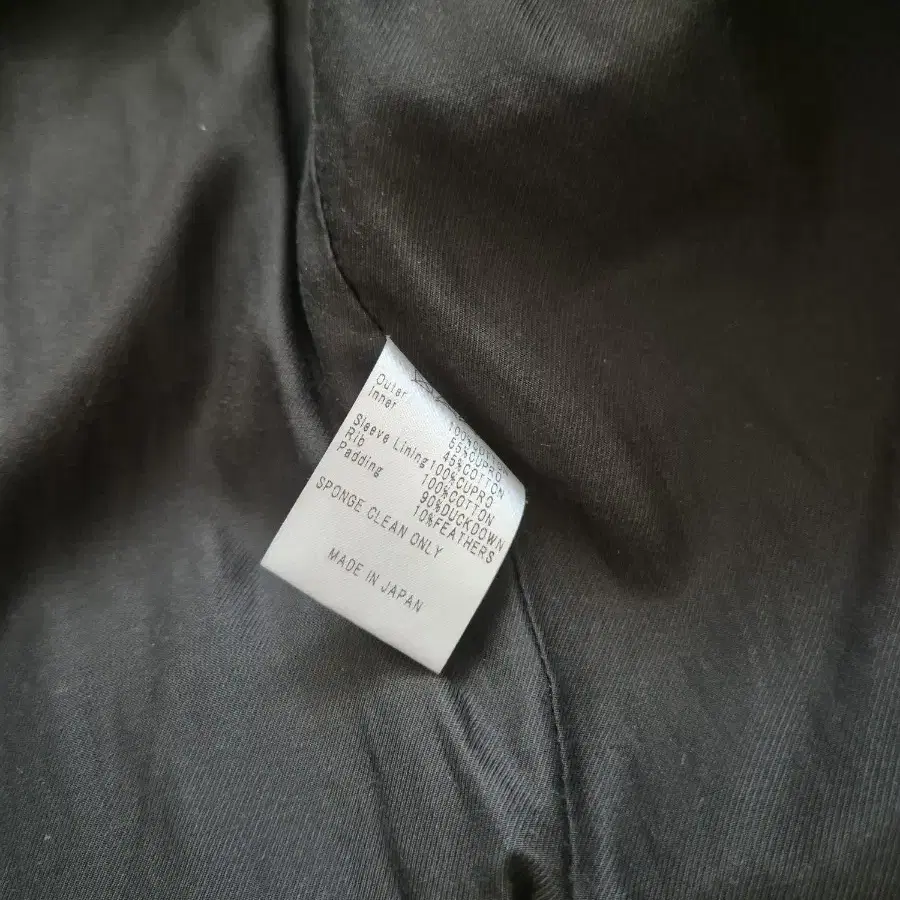 Outer
Inner 55%CUPRO
45%COTTON
Sleeve Lining 100%CUPRO
Rib 100%COTTON
Padding 90%DUCKDOWN
10%FEATHERS
SPONGE CLEAN ONLY
MADE IN JAPAN